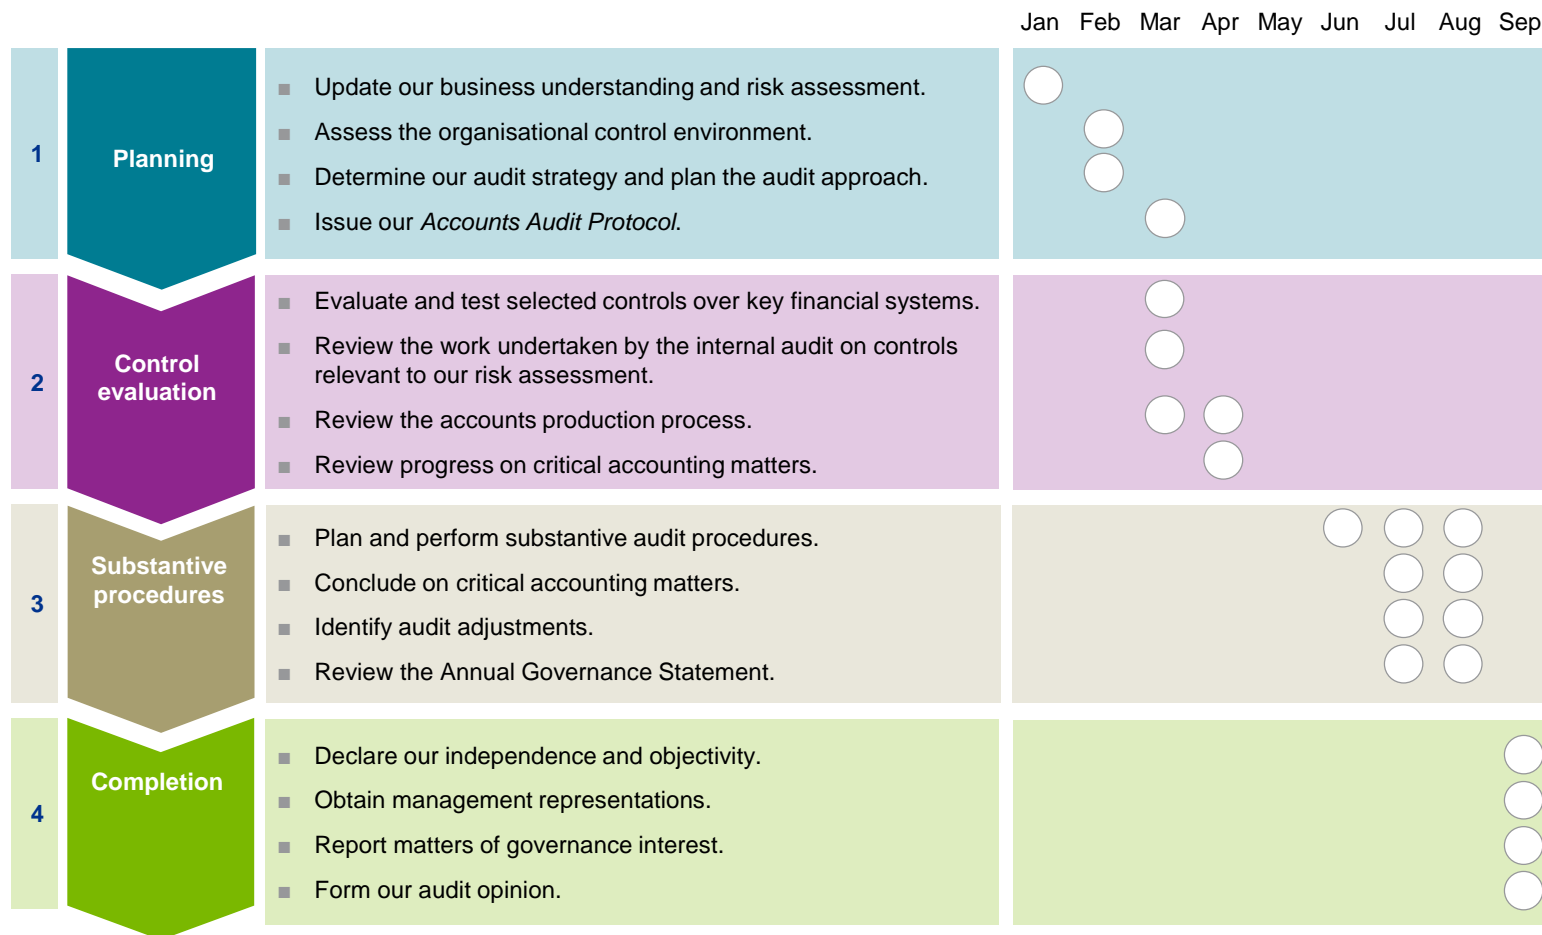 Jan Feb Mar Apr May Jun Jul Aug Sep
1
Planning
■ Update our business understanding and risk assessment.
■ Assess the organisational control environment.
■ Determine our audit strategy and plan the audit approach.
■ Issue our Accounts Audit Protocol.
2
Control
evaluation
■ Evaluate and test selected controls over key financial systems.
■ Review the work undertaken by the internal audit on controls
relevant to our risk assessment.
■ Review the accounts production process.
■ Review progress on critical accounting matters.
3
Substantive
procedures
■ Plan and perform substantive audit procedures.
■ Conclude on critical accounting matters.
■ Identify audit adjustments.
■ Review the Annual Governance Statement.
4
Completion
■ Declare our independence and objectivity.
■ Obtain management representations.
■ Report matters of governance interest.
■ Form our audit opinion.